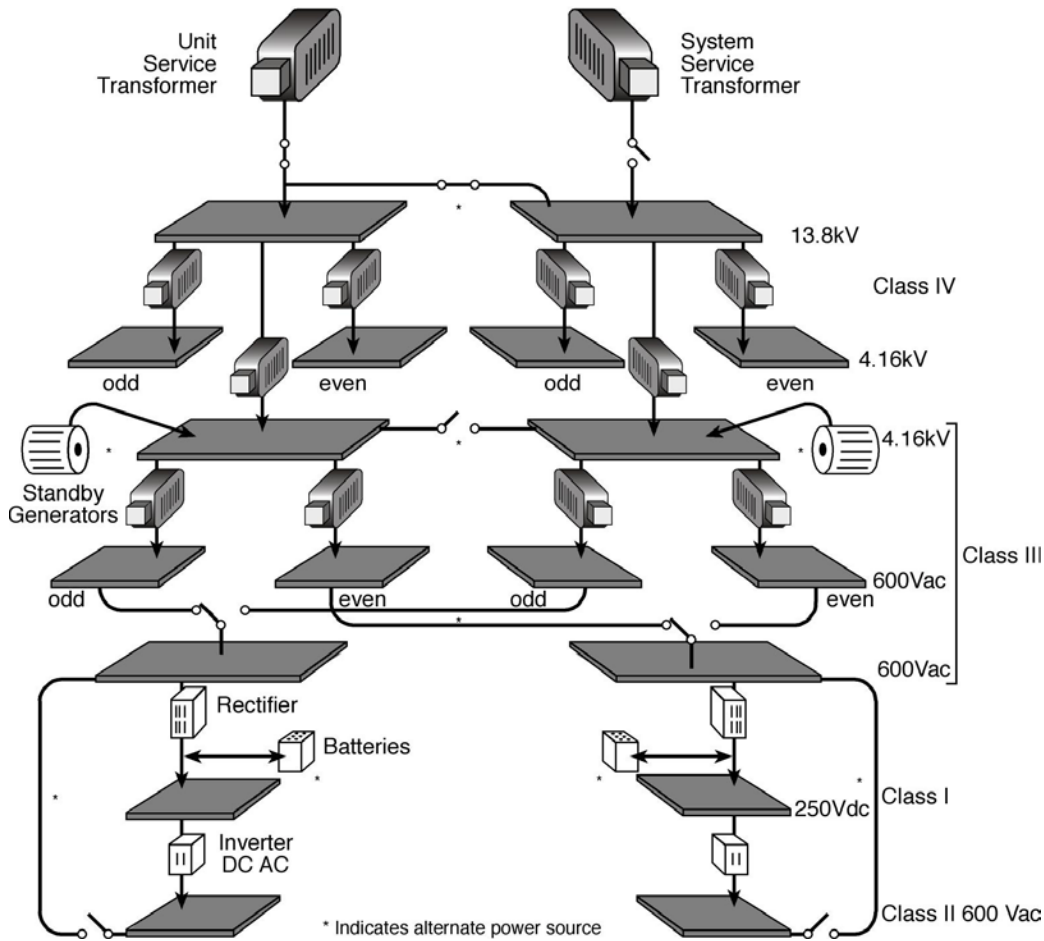 Unit
Service
Transformer
System
Service
Transformer
*
13.8kV
Class IV
4.16kV
odd
even
odd
even
*
*
*
4.16kV
Standby
Generators
Class III
600Vac
odd
even
odd
even
*
600Vac
Rectifier
Batteries
*
*
*
*
Class I
250Vdc
Inverter
DC AC
Class II 600 Vac
* Indicates alternate power source